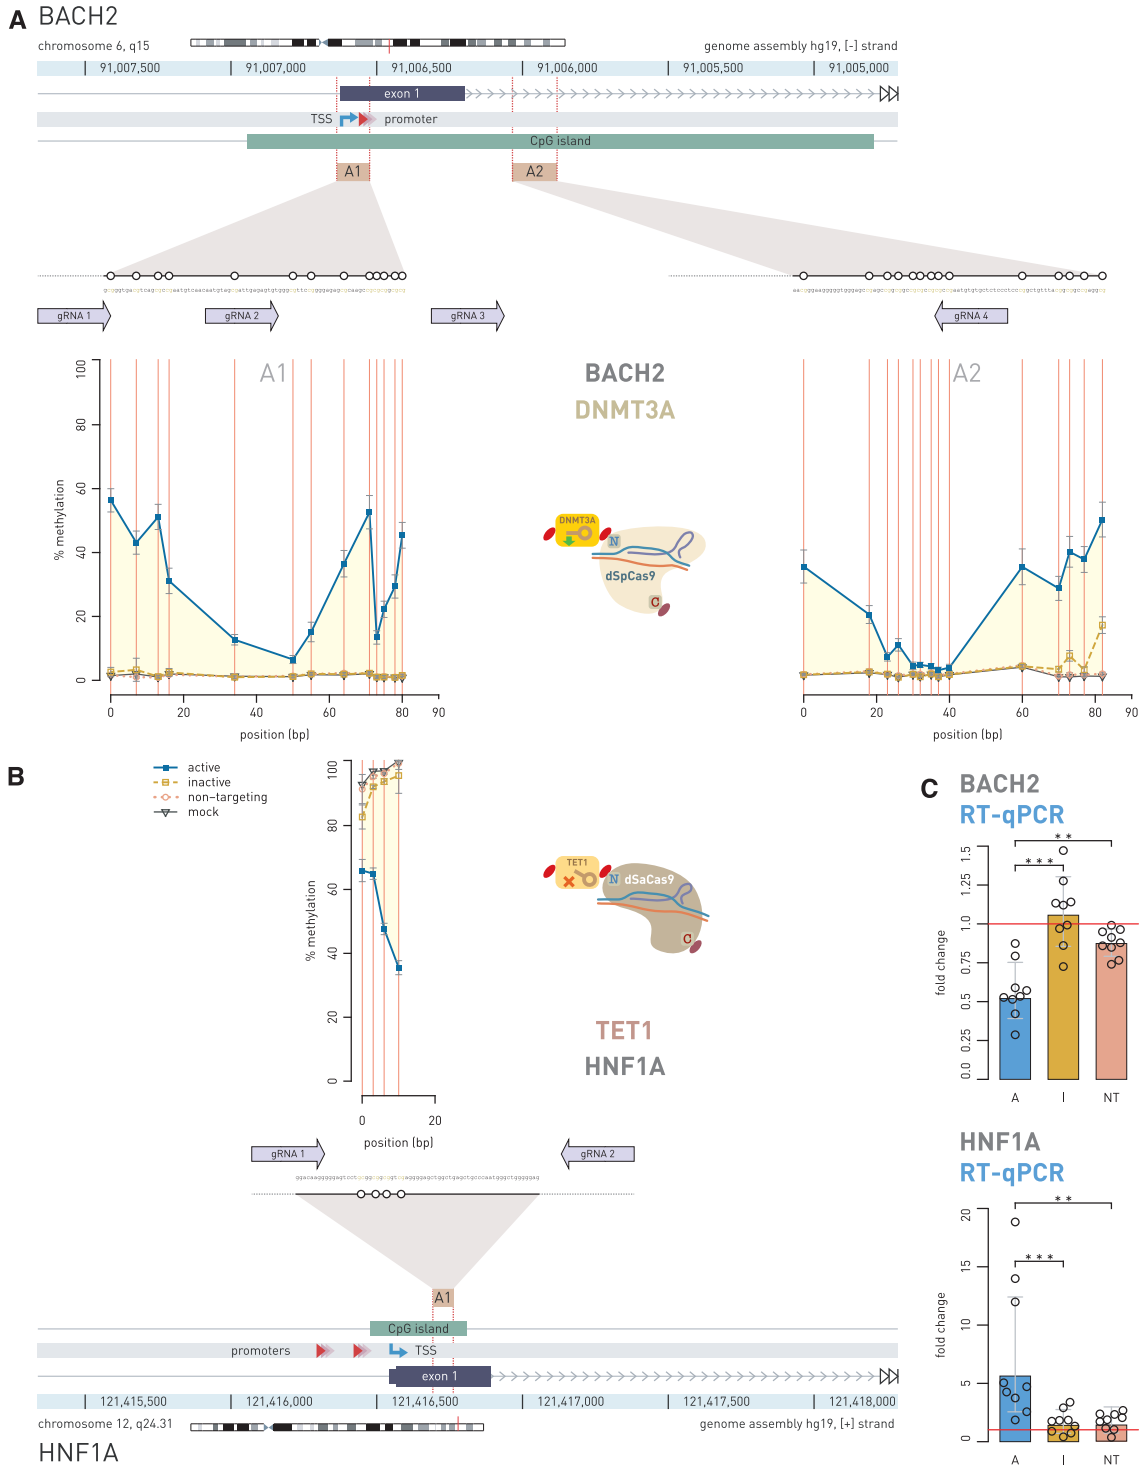 A BACH2
chromosome 6, q15
genome assembly hg19, [-] strand
91,007,500 91,007,000 91,006,500 91,006,000 91,005,500 91,005,000
exon 1
TSS promoter
CpG island
A1 A2
gRNA 1 gRNA 2 gRNA 3 gRNA 4
A1
BACH2
DNMT3A
A2
% methylation
0 20 40 60 80 100
DNMT3A
N
dSpCas9
C
0 20 40 60 80 90
position (bp)
0 20 40 60 80 90
position (bp)
B
active
inactive
non-targeting
mock
% methylation
0 20 40 60 80 100
0 20
position (bp)
TET1
N dSaCas9
C
TET1
HNF1A
gRNA 1 gRNA 2
A1
CpG island
promoters TSS
exon 1
121,415,500 121,416,000 121,416,500 121,417,000 121,417,500 121,418,000
chromosome 12, q24.31
genome assembly hg19, [+] strand
HNF1A
C BACH2
RT-qPCR
* *
* * *
fold change
0.0 0.25 0.5 0.75 1.0 1.25 1.5
A I NT
HNF1A
RT-qPCR
* *
* * *
fold change
0 5 10 15 20
A I NT